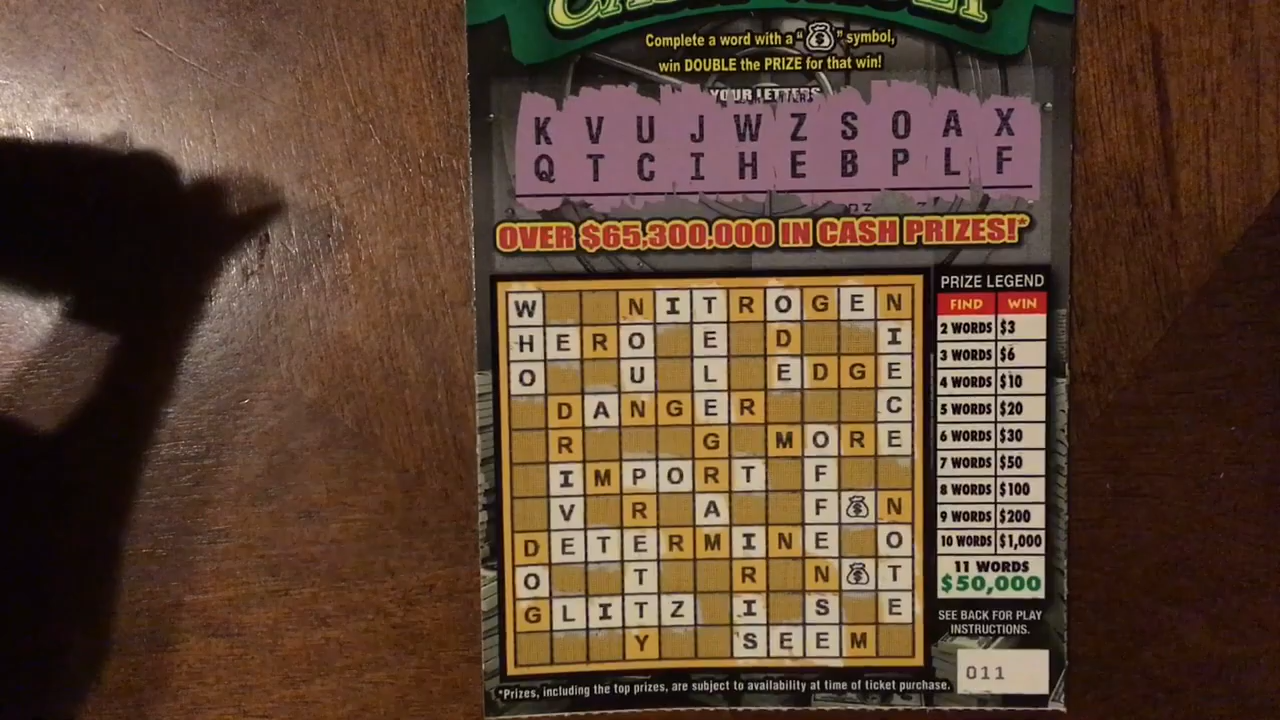 Complete a word with a " " symbol,
win DOUBLE the PRIZE for that win!
YOUR LETTERS
K V U J W Z S O A X
Q T C I H E B P L F
OVER $65,300,000 IN CASH PRIZES!*
W N I T R O G E N
H E R O E D I
O U L E D G E
D A N G E R C
R G M O R E
I M P O R T F
V R A F N
D E T E R M I N E O
O T R N T
G L I T Z I S E
Y S E E M
PRIZE LEGEND
FIND WIN
2 WORDS $3
3 WORDS $6
4 WORDS $10
5 WORDS $20
6 WORDS $30
7 WORDS $50
8 WORDS $100
9 WORDS $200
10 WORDS $1,000
11 WORDS
$50,000
SEE BACK FOR PLAY
INSTRUCTIONS.
011
*Prizes, including the top prizes, are subject to availability at time of ticket purchase.